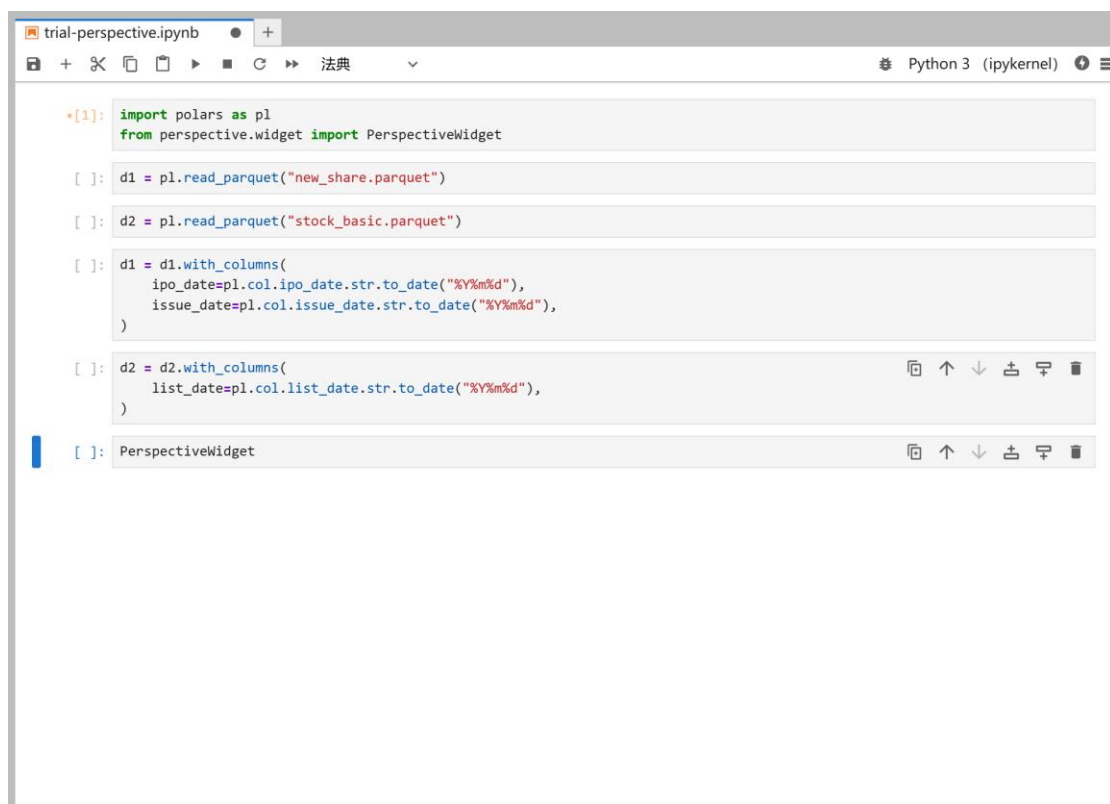 trial-perspective.ipynb
法典
Python 3 (ipykernel)
[1]: import polars as pl
from perspective.widget import PerspectiveWidget
[ ]: d1 = pl.read_parquet("new_share.parquet")
[ ]: d2 = pl.read_parquet("stock_basic.parquet")
[ ]: d1 = d1.with_columns(
    ipo_date=pl.col.ipo_date.str.to_date("%Y%m%d"),
    issue_date=pl.col.issue_date.str.to_date("%Y%m%d"),
)
[ ]: d2 = d2.with_columns(
    list_date=pl.col.list_date.str.to_date("%Y%m%d"),
)
[ ]: PerspectiveWidget